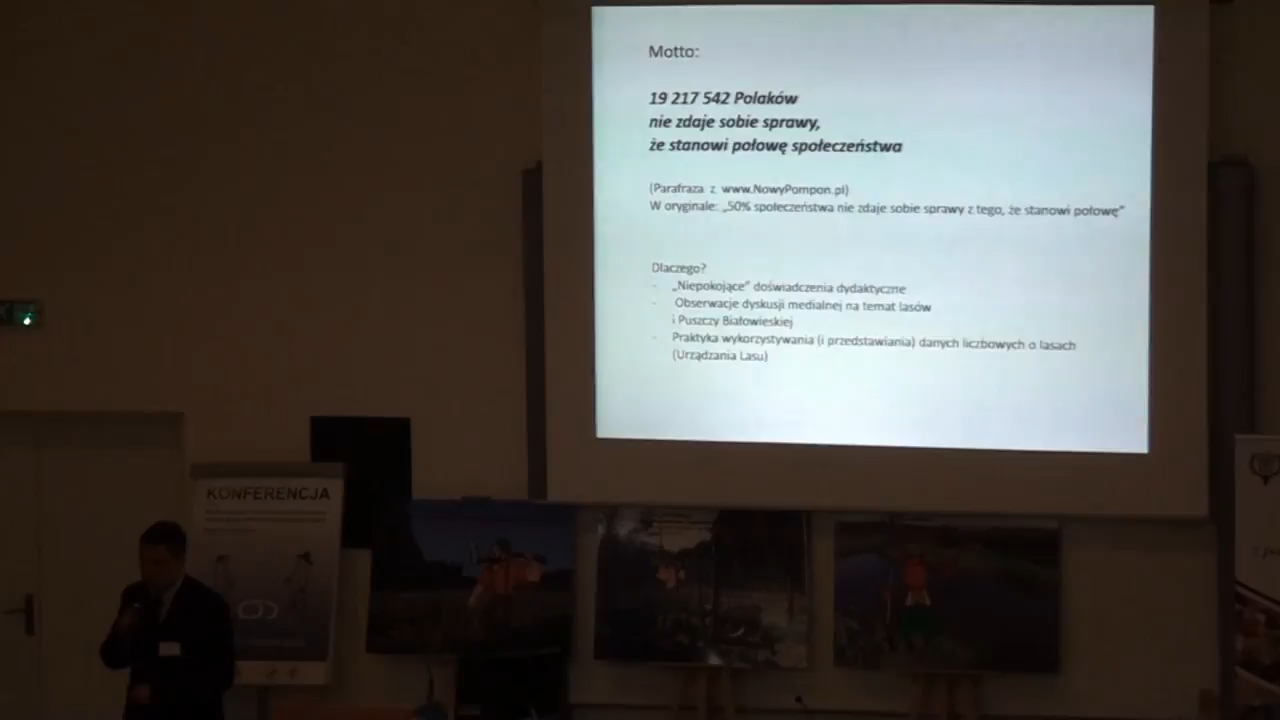 Motto:
19 217 542 Polaków
nie zdaje sobie sprawy,
że stanowi połowę społeczeństwa
(Parafraza z www.NowyPompon.pl)
W oryginale: „50% społeczeństwa nie zdaje sobie sprawy z tego, że stanowi połowę”
Dlaczego?
- „Niepokojące” doświadczenia dydaktyczne
- Obserwacje dyskusji medialnej na temat lasów
i Puszczy Białowieskiej
- Praktyka wykorzystywania (i przedstawiania) danych liczbowych o lasach
(Urządzania Lasu)
KONFERENCJA